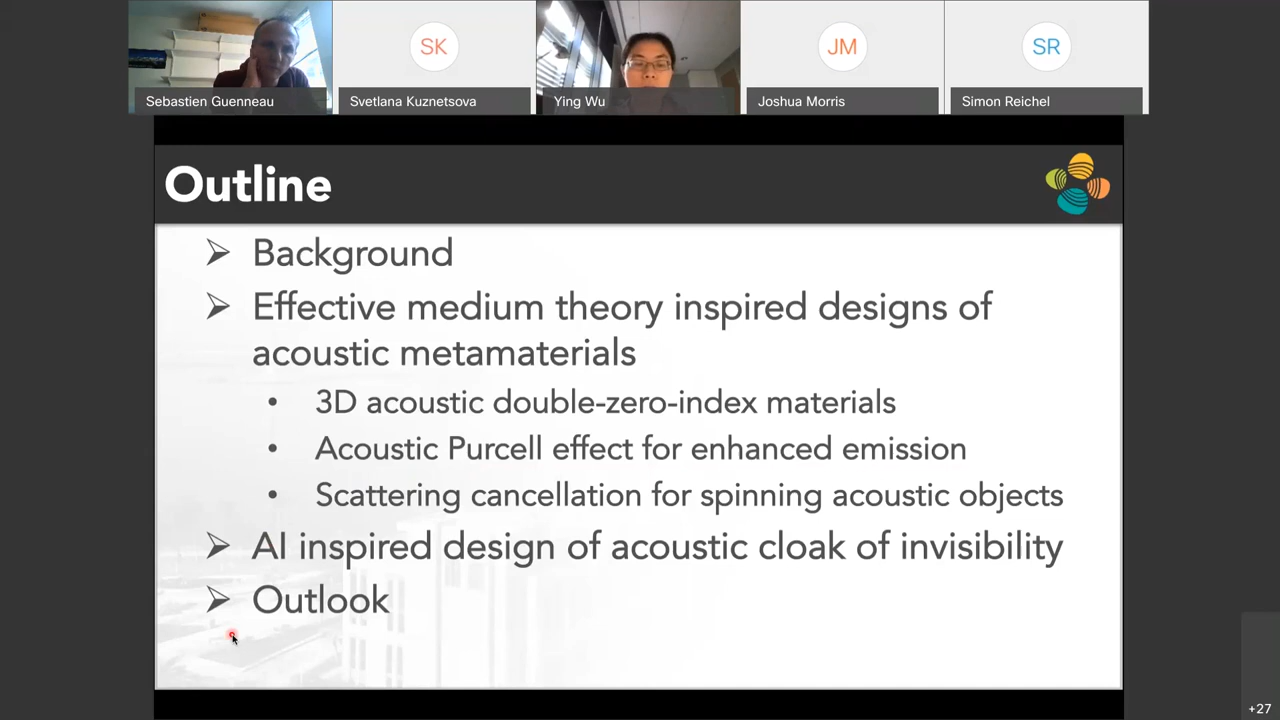 SK
JM
SR
Sebastien Guenneau
Svetlana Kuznetsova
Ying Wu
Joshua Morris
Simon Reichel
Outline
➢ Background
➢ Effective medium theory inspired designs of
acoustic metamaterials
• 3D acoustic double-zero-index materials
• Acoustic Purcell effect for enhanced emission
• Scattering cancellation for spinning acoustic objects
➢ AI inspired design of acoustic cloak of invisibility
➢ Outlook
+27